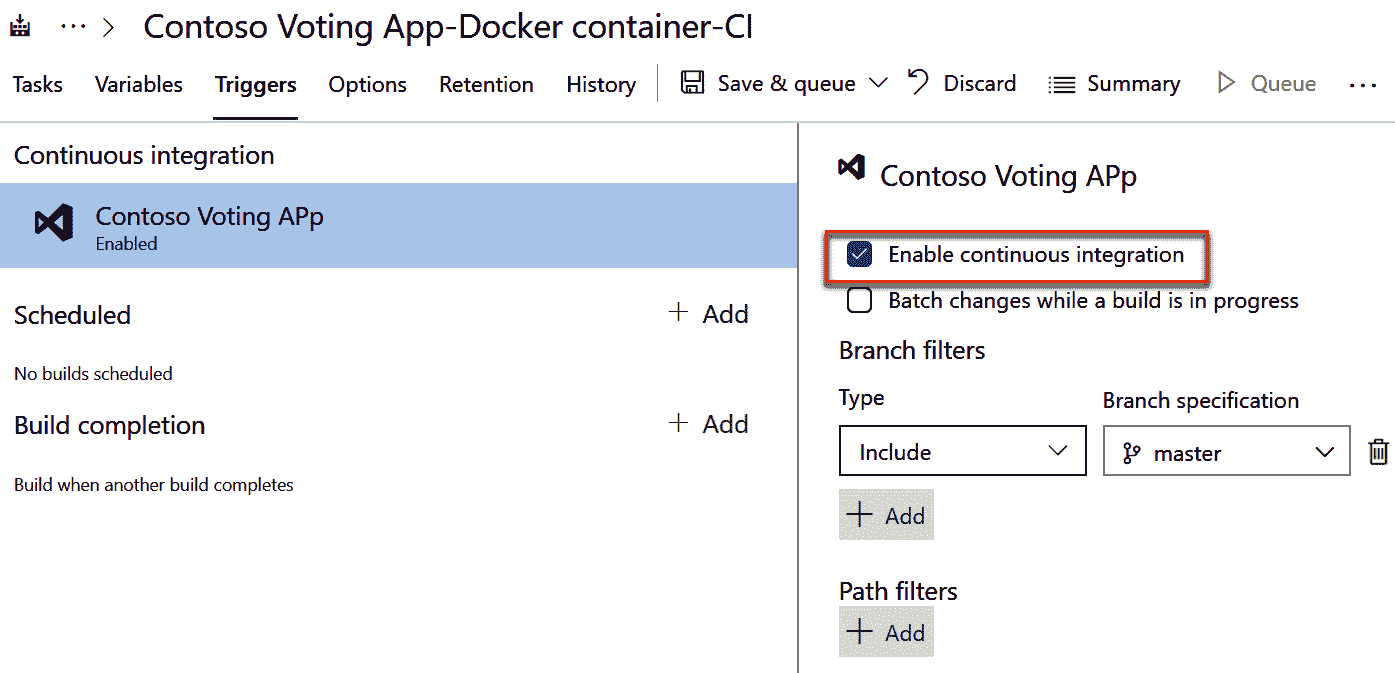 ··· > Contoso Voting App-Docker container-CI
Tasks Variables Triggers Options Retention History Save & queue Discard Summary Queue ...
Continuous integration
Contoso Voting APp
Enabled
Scheduled + Add
No builds scheduled
Build completion + Add
Build when another build completes
Contoso Voting APp
Enable continuous integration
Batch changes while a build is in progress
Branch filters
Type Branch specification
Include master
+ Add
Path filters
+ Add